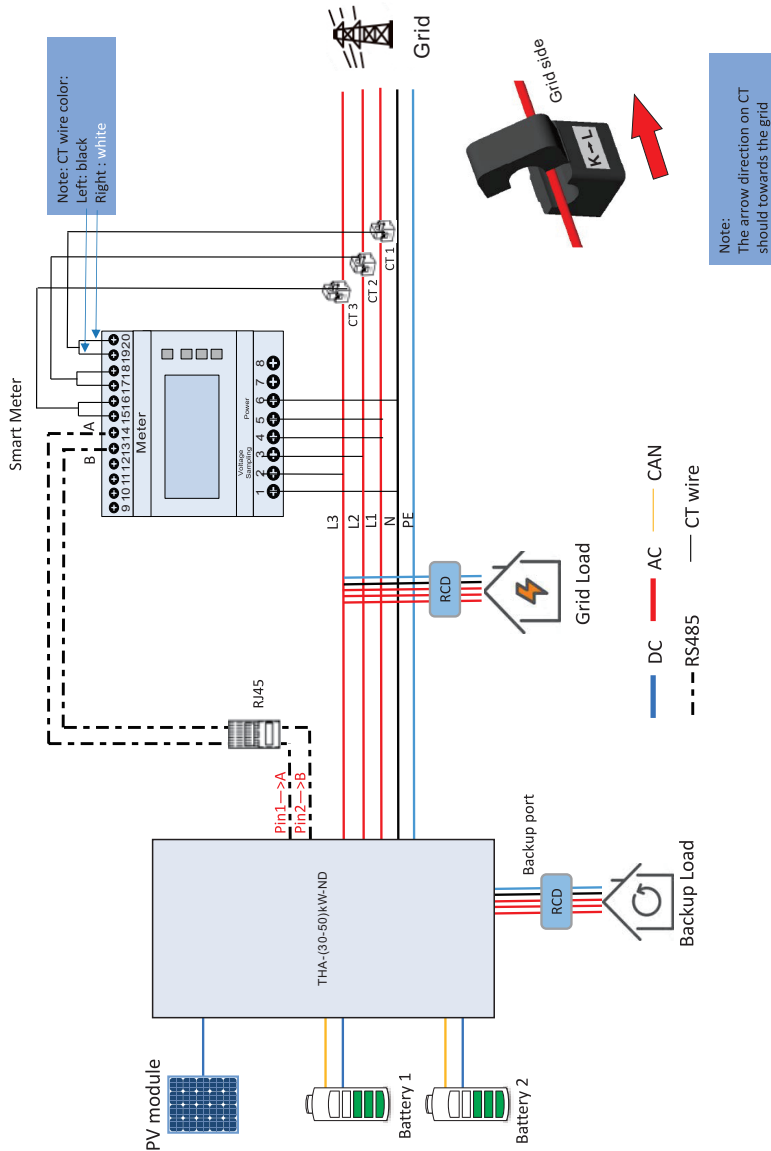 Smart Meter
Note: CT wire color:
Left: black
Right : white
B A
9 10 11 12 13 14 15 16 17 18 19 20
Meter
Voltage
Sampling
Power
1 2 3 4 5 6 7 8
Grid
L3
L2
L1
N
PE
CT 3
CT 2
CT 1
Grid side
K→L
Note:
The arrow direction on CT
should towards the grid
RJ45
Pin1—>A
Pin2—>B
RCD
Grid Load
PV module
Battery 1
Battery 2
THA-(30-50)kW-ND
Backup port
RCD
Backup Load
DC AC CAN
RS485 CT wire